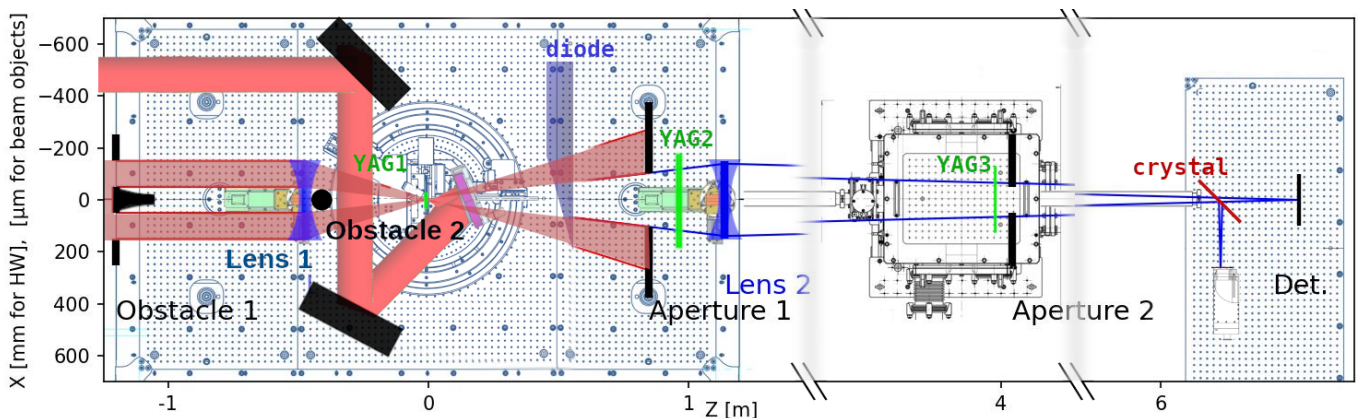 X [mm for HW], [µm for beam objects]
−600
−400
−200
0
200
400
600
diode
YAG1
YAG2
YAG3
crystal
Obstacle 2
Lens 1
Lens 2
Det.
Obstacle 1
Aperture 1
Aperture 2
-1
0
1
4
6
Z [m]